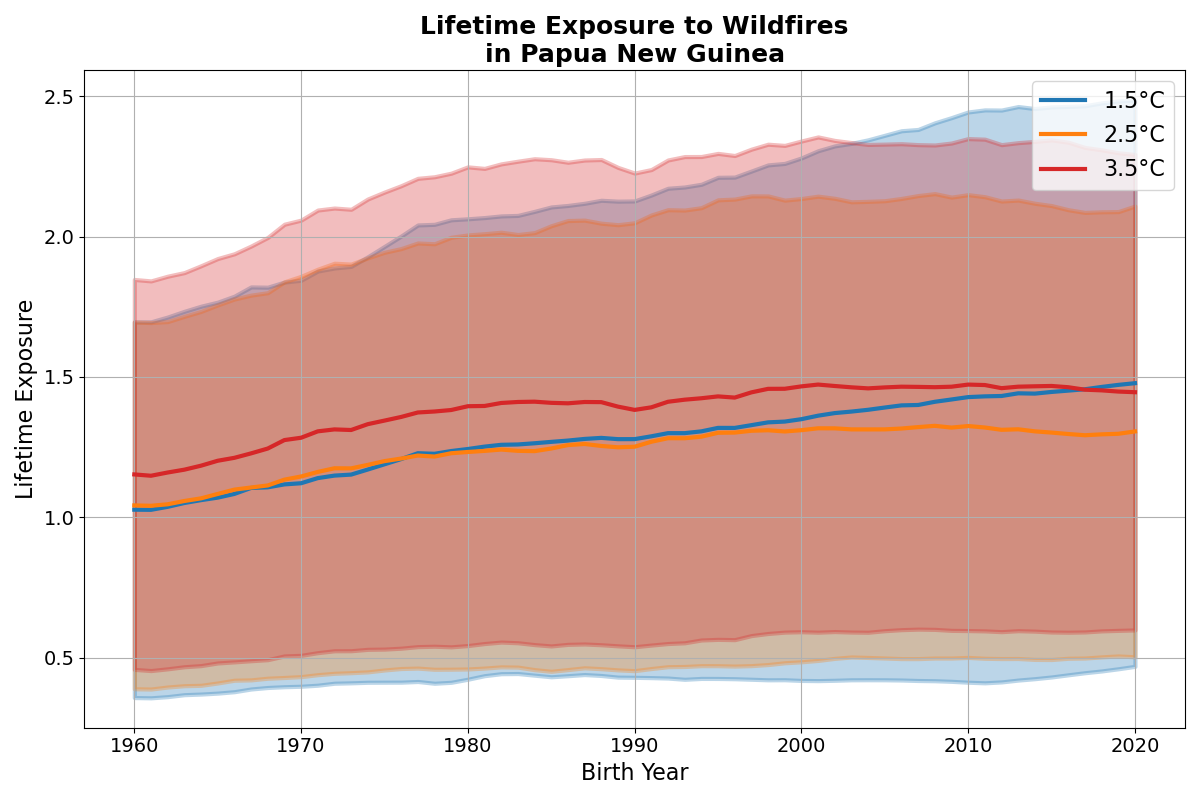 Lifetime Exposure to Wildfires
in Papua New Guinea
1.5°C
2.5°C
3.5°C
Lifetime Exposure
2.5
2.0
1.5
1.0
0.5
1960
1970
1980
1990
2000
2010
2020
Birth Year